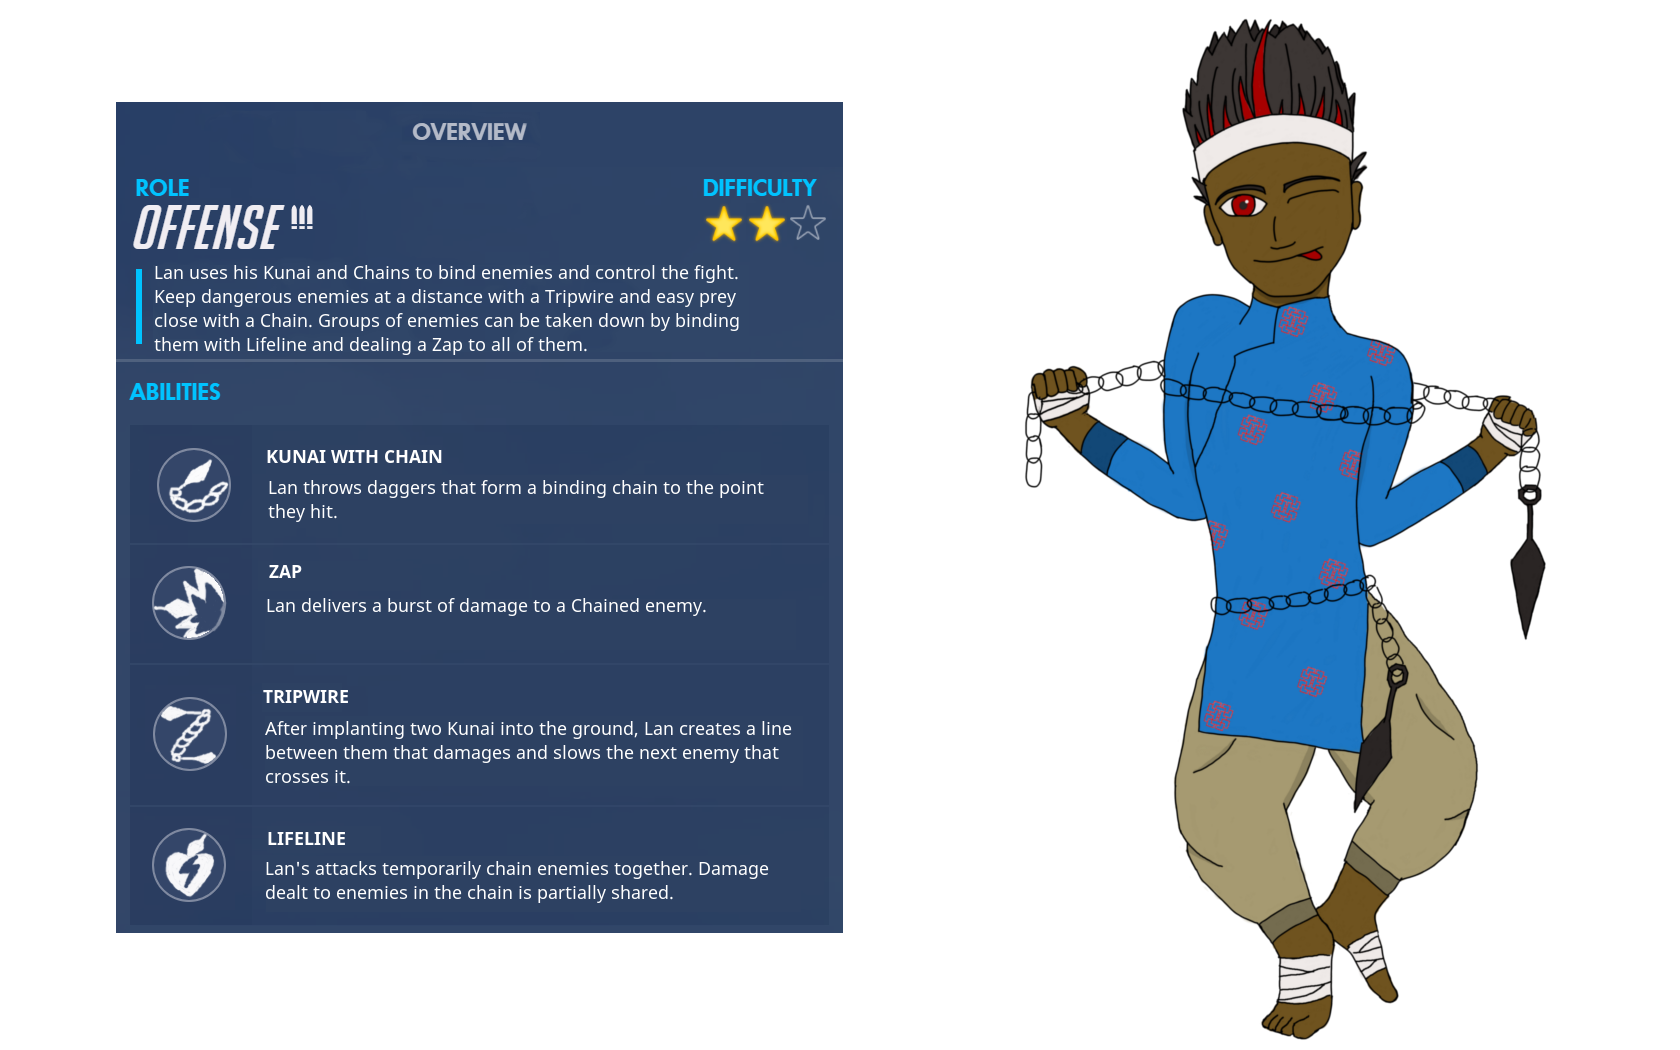 OVERVIEW
ROLE
DIFFICULTY
OFFENSE
Lan uses his Kunai and Chains to bind enemies and control the fight.
Keep dangerous enemies at a distance with a Tripwire and easy prey
close with a Chain. Groups of enemies can be taken down by binding
them with Lifeline and dealing a Zap to all of them.
ABILITIES
KUNAI WITH CHAIN
Lan throws daggers that form a binding chain to the point
they hit.
ZAP
Lan delivers a burst of damage to a Chained enemy.
TRIPWIRE
After implanting two Kunai into the ground, Lan creates a line
between them that damages and slows the next enemy that
crosses it.
LIFELINE
Lan's attacks temporarily chain enemies together. Damage
dealt to enemies in the chain is partially shared.